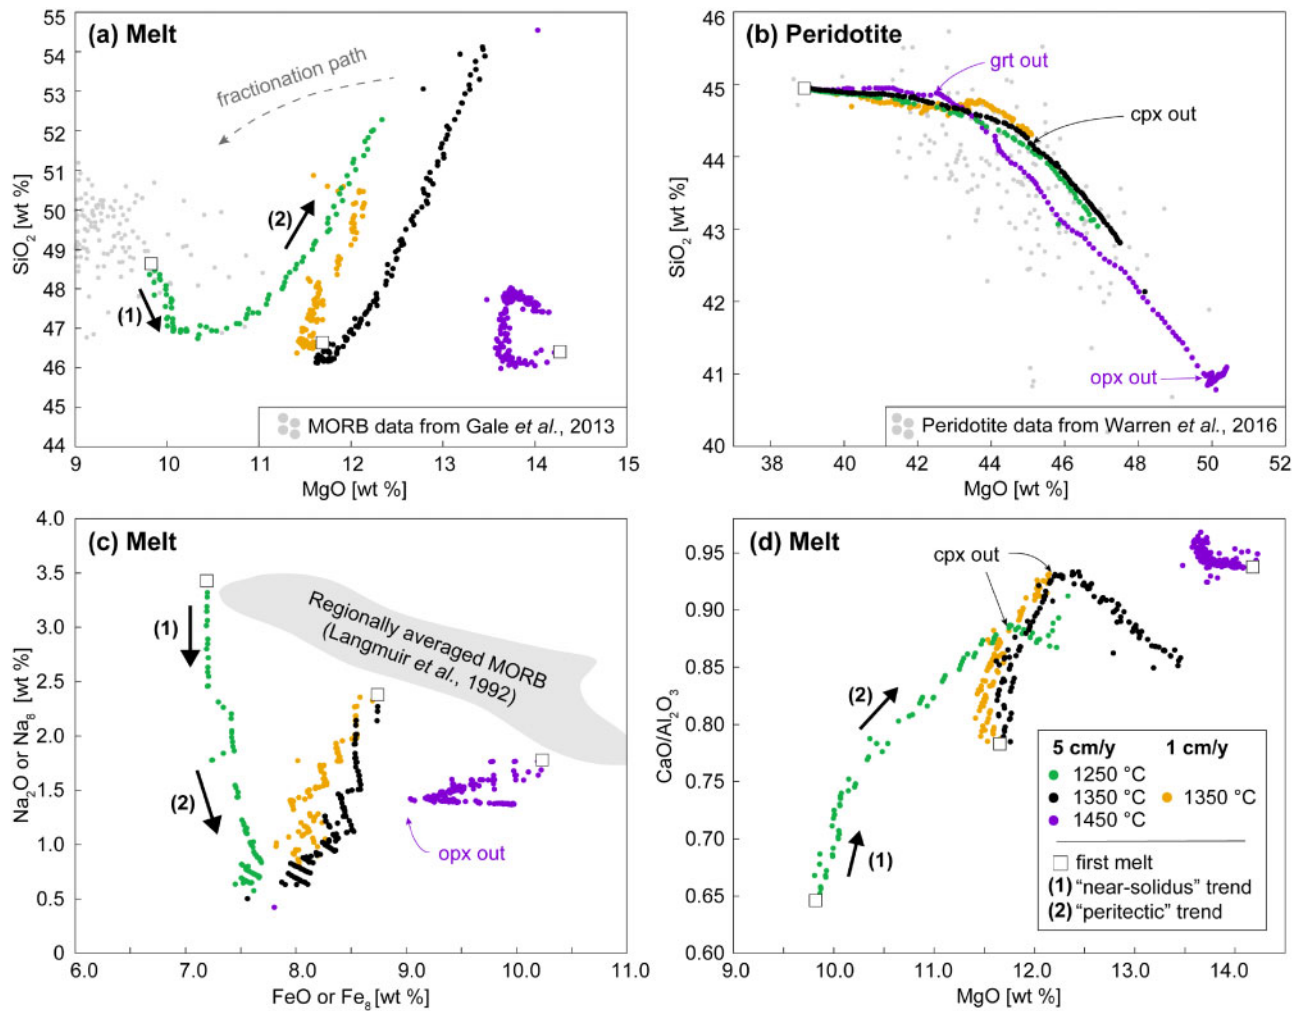 (a) Melt
fractionation path
(2)
(1)
MORB data from Gale et al., 2013
SiO2 [wt %]
55
54
53
52
51
50
49
48
47
46
45
44
9
10
11
12
13
14
15
MgO [wt %]
(b) Peridotite
grt out
cpx out
opx out
Peridotite data from Warren et al., 2016
SiO2 [wt %]
46
45
44
43
42
41
40
38
40
42
44
46
48
50
52
MgO [wt %]
(c) Melt
Regionally averaged MORB
(Langmuir et al., 1992)
(1)
(2)
opx out
Na2O or Na8 [wt %]
4.0
3.5
3.0
2.5
2.0
1.5
1.0
0.5
0
6.0
7.0
8.0
9.0
10.0
11.0
FeO or Fe8 [wt %]
(d) Melt
cpx out
(2)
(1)
CaO/Al2O3
0.95
0.90
0.85
0.80
0.75
0.70
0.65
0.60
9.0
10.0
11.0
12.0
13.0
14.0
MgO [wt %]
5 cm/y 1 cm/y
1250 °C
1350 °C 1350 °C
1450 °C
first melt
(1) "near-solidus" trend
(2) "peritectic" trend